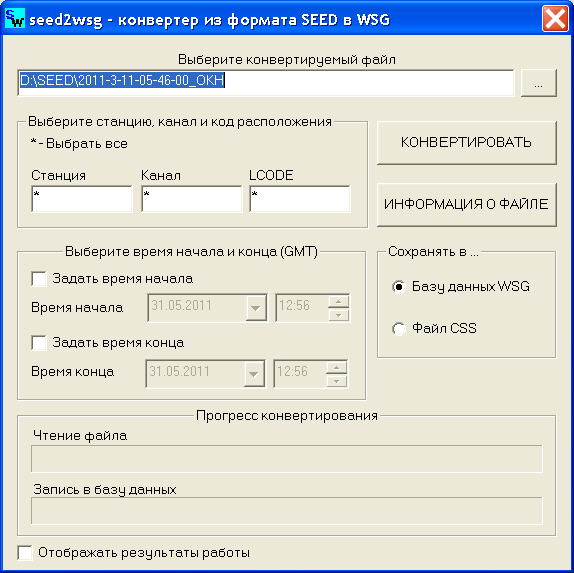 SW seed2wsg - конвертер из формата SEED в WSG
Выберите конвертируемый файл
D:\SEED\2011-3-11-05-46-00_OKH
...
Выберите станцию, канал и код расположения
* - Выбрать все
Станция Канал LCODE
* * *
КОНВЕРТИРОВАТЬ
ИНФОРМАЦИЯ О ФАЙЛЕ
Выберите время начала и конца (GMT)
Задать время начала
Время начала 31.05.2011 12:56
Задать время конца
Время конца 31.05.2011 12:56
Сохранять в ...
Базу данных WSG
Файл CSS
Прогресс конвертирования
Чтение файла
Запись в базу данных
Отображать результаты работы